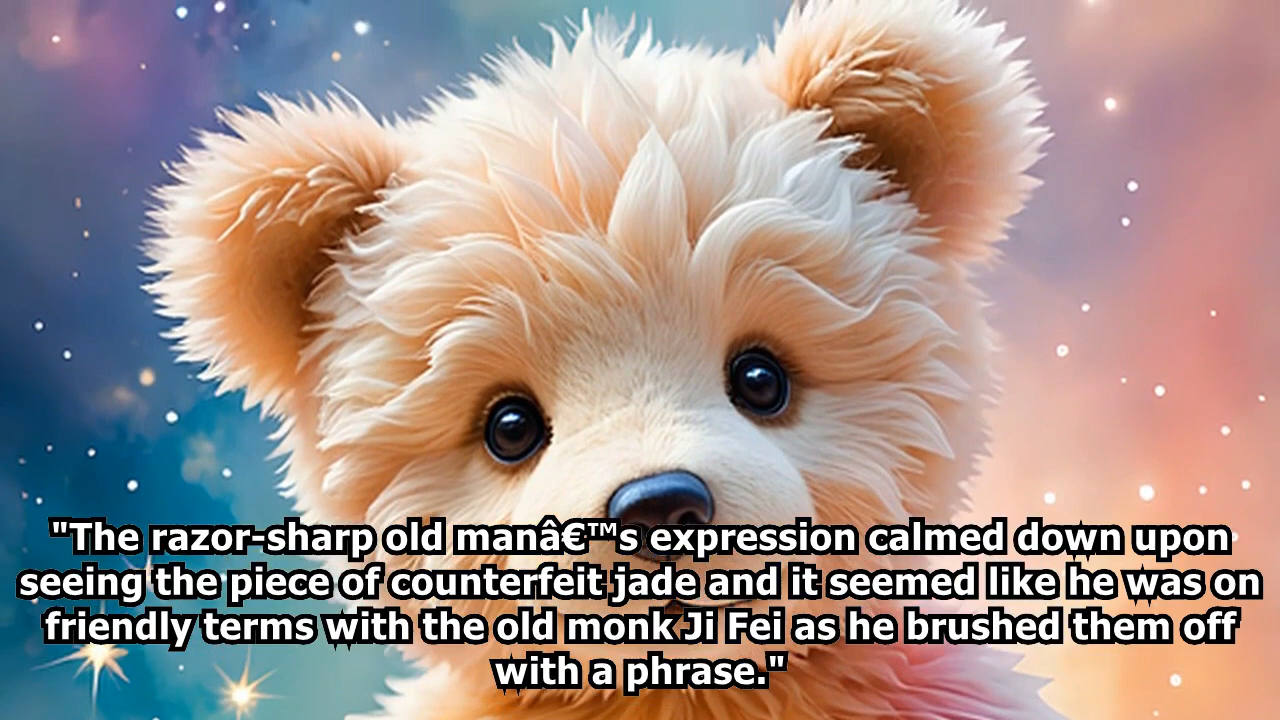 "The razor-sharp old manâ€™s expression calmed down upon
seeing the piece of counterfeit jade and it seemed like he was on
friendly terms with the old monk Ji Fei as he brushed them off
with a phrase."